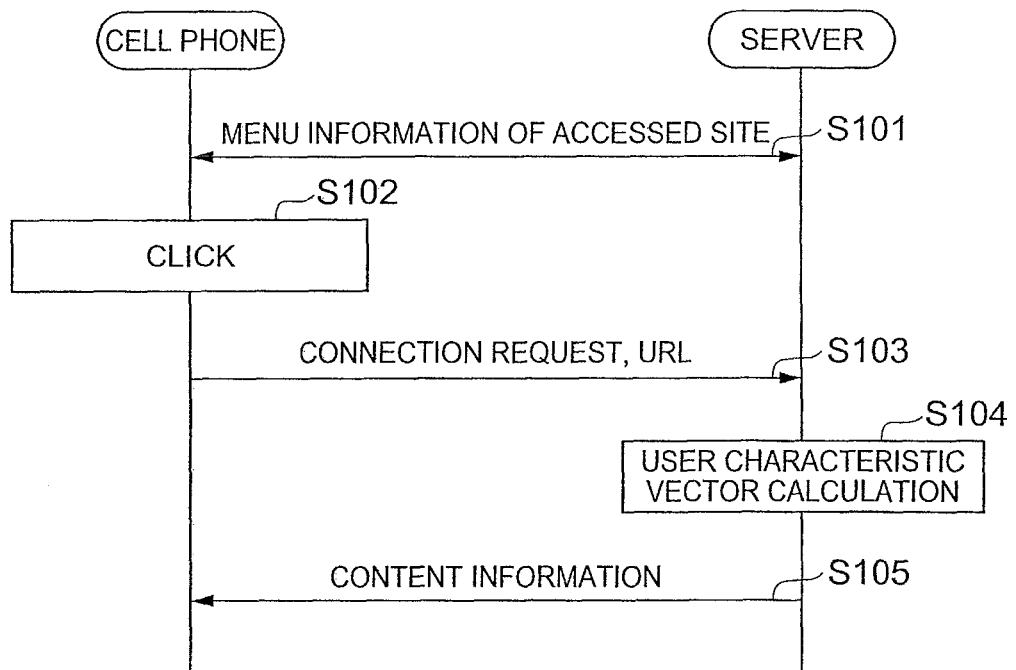 CELL PHONE
SERVER
MENU INFORMATION OF ACCESSED SITE
S101
S102
CLICK
CONNECTION REQUEST, URL
S103
S104
USER CHARACTERISTIC
VECTOR CALCULATION
CONTENT INFORMATION
S105